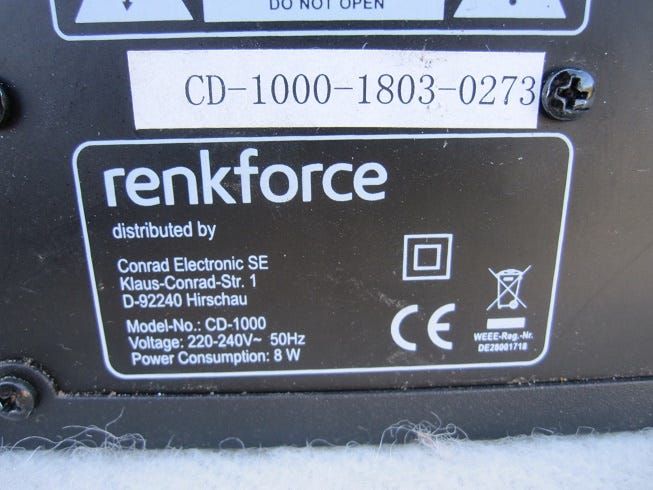 DO NOT OPEN
CD-1000-1803-0273
renkforce
distributed by
Conrad Electronic SE
Klaus-Conrad-Str. 1
D-92240 Hirschau
Model-No.: CD-1000
Voltage: 220-240V~ 50Hz
Power Consumption: 8 W
CE
WEEE-Reg.-Nr.
DE28001718